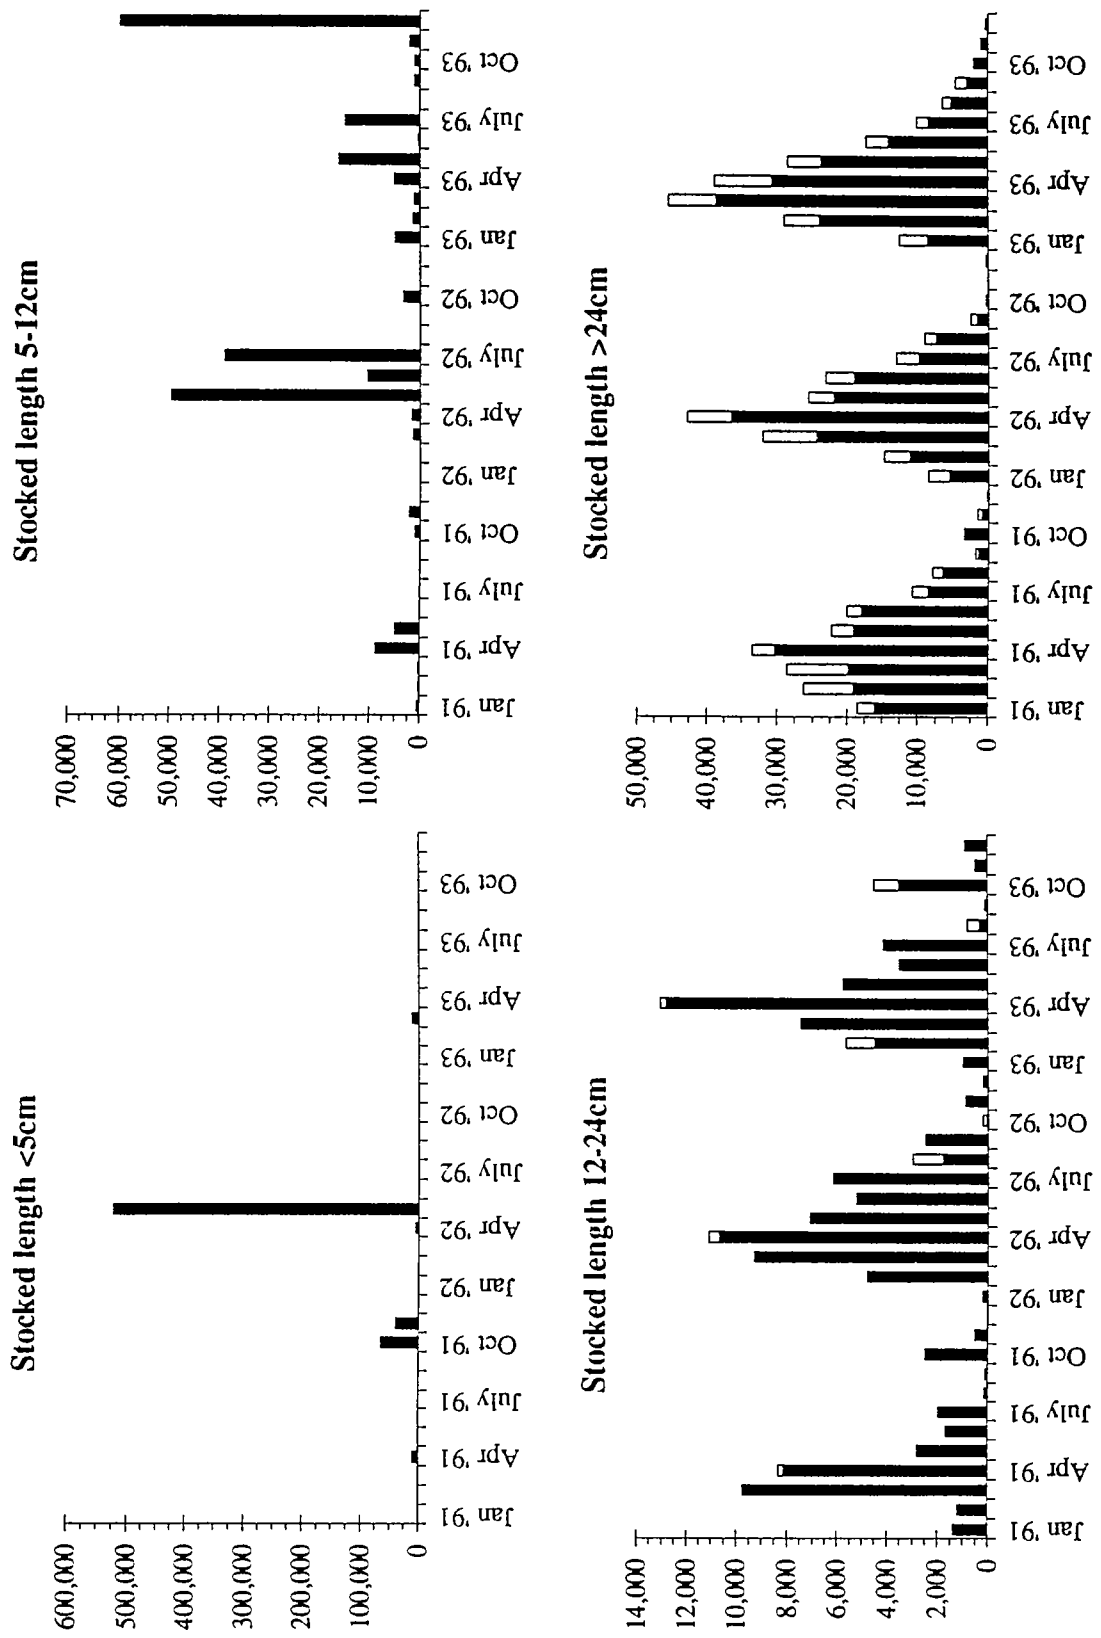 Stocked length <5cm
600,000
500,000
400,000
300,000
200,000
100,000
0
Jan '91
Apr '91
July '91
Oct '91
Jan '92
Apr '92
July '92
Oct '92
Jan '93
Apr '93
July '93
Oct '93
Stocked length 5-12cm
70,000
60,000
50,000
40,000
30,000
20,000
10,000
0
Jan '91
Apr '91
July '91
Oct '91
Jan '92
Apr '92
July '92
Oct '92
Jan '93
Apr '93
July '93
Oct '93
Stocked length 12-24cm
14,000
12,000
10,000
8,000
6,000
4,000
2,000
0
Jan '91
Apr '91
July '91
Oct '91
Jan '92
Apr '92
July '92
Oct '92
Jan '93
Apr '93
July '93
Oct '93
Stocked length >24cm
50,000
40,000
30,000
20,000
10,000
0
Jan '91
Apr '91
July '91
Oct '91
Jan '92
Apr '92
July '92
Oct '92
Jan '93
Apr '93
July '93
Oct '93